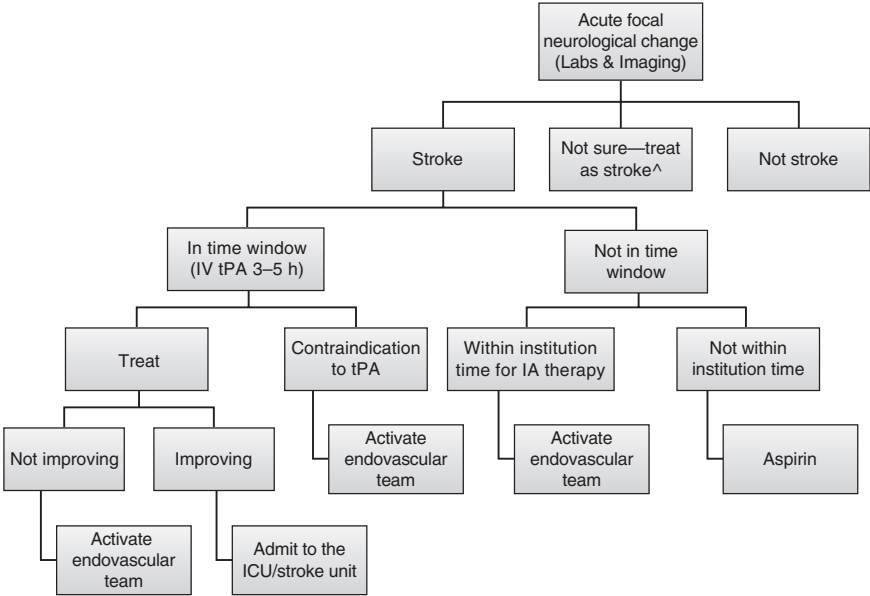 Acute focal
neurological change
(Labs & Imaging)
Stroke
Not sure—treat
as stroke^
Not stroke
In time window
(IV tPA 3–5 h)
Not in time
window
Treat
Contraindication
to tPA
Within institution
time for IA therapy
Not within
institution time
Not improving
Improving
Activate
endovascular
team
Activate
endovascular
team
Aspirin
Activate
endovascular
team
Admit to the
ICU/stroke unit